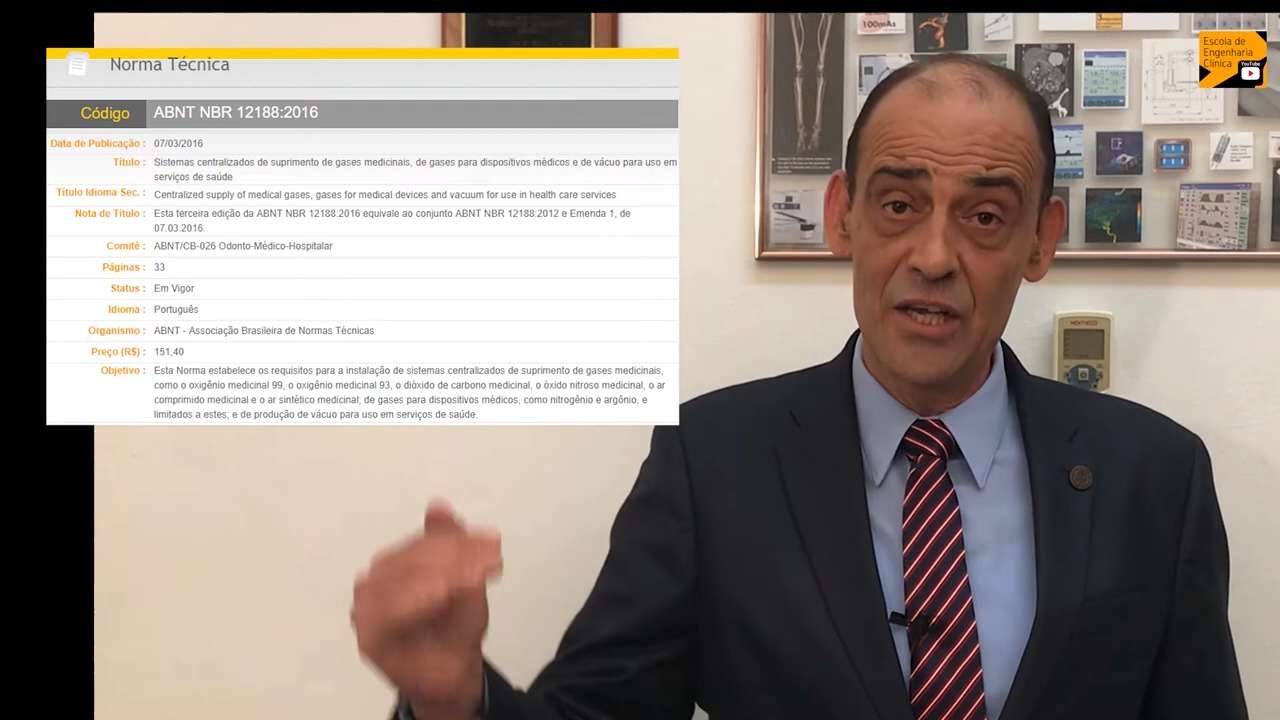 Norma Técnica
Código ABNT NBR 12188:2016
Data de Publicação : 07/03/2016
Título : Sistemas centralizados de suprimento de gases medicinais, de gases para dispositivos médicos e de vácuo para uso em
serviços de saúde
Título Idioma Sec. : Centralized supply of medical gases, gases for medical devices and vacuum for use in health care services
Nota de Título : Esta terceira edição da ABNT NBR 12188:2016 equivale ao conjunto ABNT NBR 12188:2012 e Emenda 1, de
07.03.2016.
Comitê : ABNT/CB-026 Odonto-Médico-Hospitalar
Páginas : 33
Status : Em Vigor
Idioma : Português
Organismo : ABNT - Associação Brasileira de Normas Técnicas
Preço (R$) : 151,40
Objetivo : Esta Norma estabelece os requisitos para a instalação de sistemas centralizados de suprimento de gases medicinais,
como o oxigênio medicinal 99, o oxigênio medicinal 93, o dióxido de carbono medicinal, o óxido nitroso medicinal, o ar
comprimido medicinal e o ar sintético medicinal; de gases para dispositivos médicos, como nitrogênio e argônio, e
limitados a estes; e de produção de vácuo para uso em serviços de saúde.
100mAs
Escola de
Engenharia
Clínica
YouTube
KOMECO